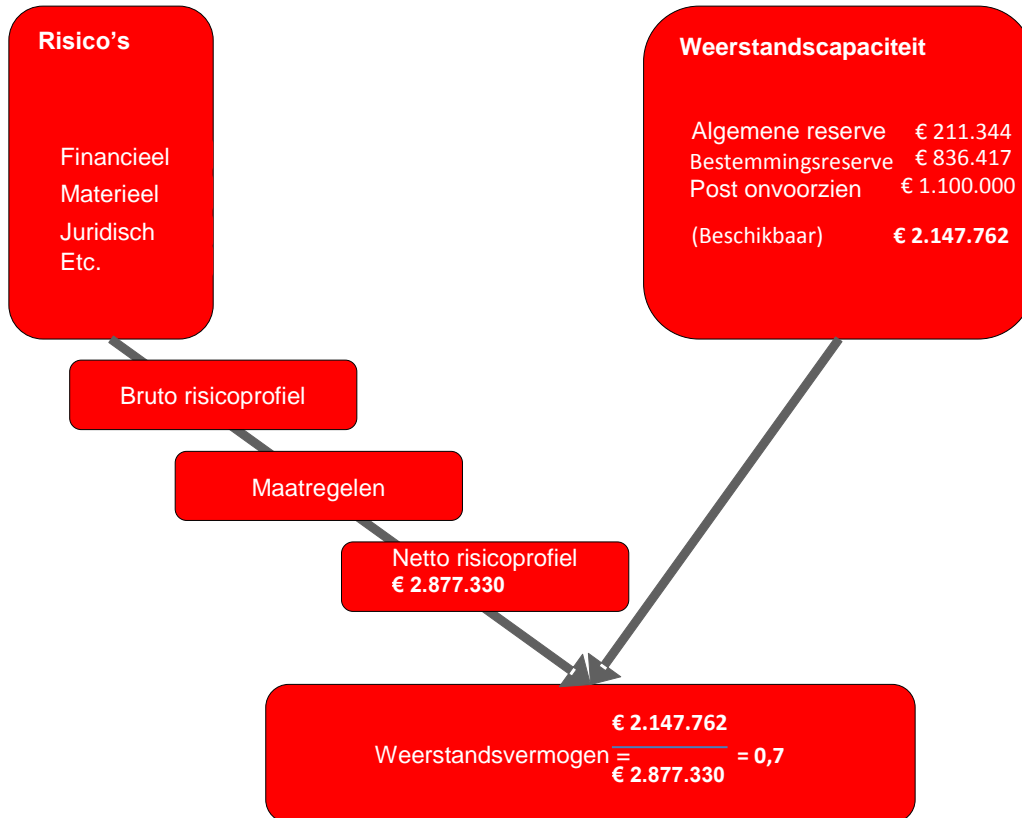 Risico’s
Financieel
Materieel
Juridisch
Etc.
Weerstandscapaciteit
Algemene reserve € 211.344
Bestemmingsreserve € 836.417
Post onvoorzien € 1.100.000
(Beschikbaar) € 2.147.762
Bruto risicoprofiel
Maatregelen
Netto risicoprofiel
€ 2.877.330
€ 2.147.762
Weerstandsvermogen = = 0,7
€ 2.877.330